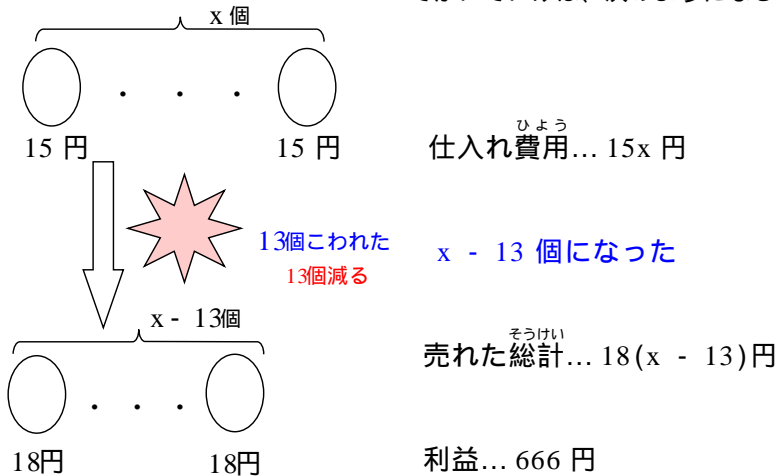 x 個
15 円 15 円
仕入れ費用... 15x 円
ひよう
13個こわれた
13個減る
x - 13 個になった
x - 13個
売れた総計... 18(x - 13)円
そうけい
18円 18円
利益... 666 円